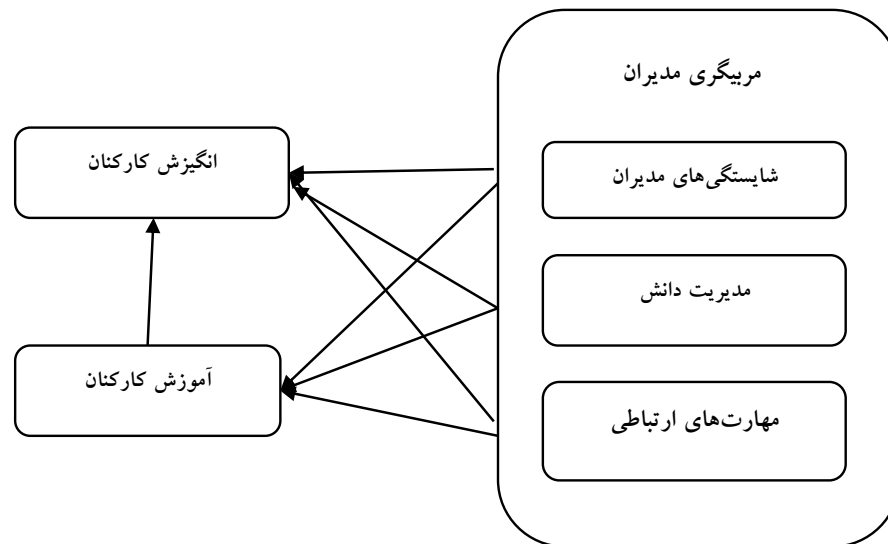 مربیگری مدیران
شایستگی‌های مدیران
مدیریت دانش
مهارت‌های ارتباطی
انگیزش کارکنان
آموزش کارکنان